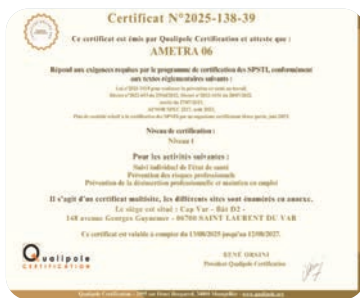 Certificat N°2025-138-39
Ce certificat est émis par Qualipole Certification et atteste que :
AMETRA 06
Répond aux exigences requises par le programme de certification des SPSTI, conformément
aux textes réglementaires suivants :
Niveau de certification :
Niveau 1
Pour les activités suivantes :
Suivi individuel de l'état de santé
Prévention des risques professionnels
Prévention de la désinsertion professionnelle et maintien en emploi
Il s'agit d'un certificat multisite, les différents sites sont énumérés en annexe.
Le siège est situé : Cap Var - Bât D2 -
148 avenue Georges Guynemer - 06700 SAINT LAURENT DU VAR
Ce certificat est valable à compter du 13/08/2025 jusqu'au 12/08/2027.
Qualipole
CERTIFICATION
RENÉ ORSINI
Président Qualipole Certification